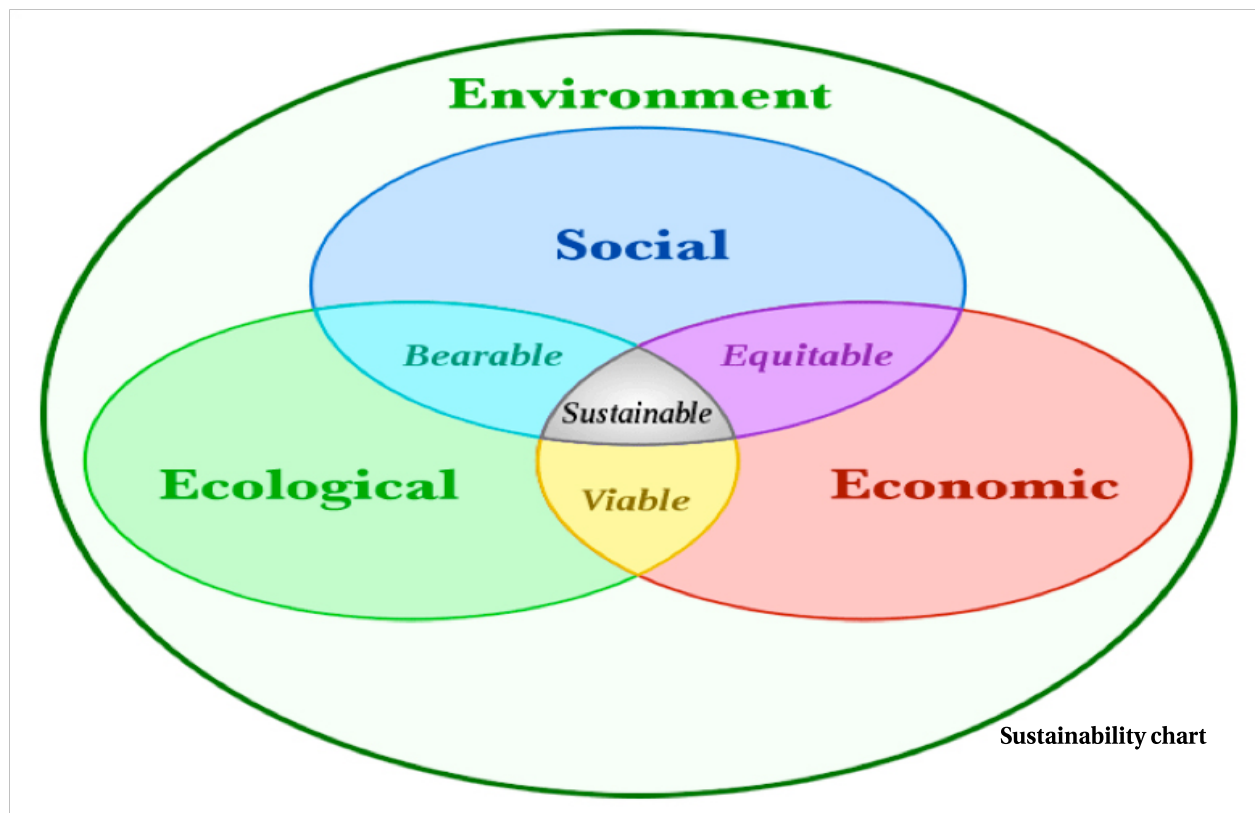 Environment
Social
Bearable
Equitable
Sustainable
Ecological
Economic
Viable
Sustainability chart